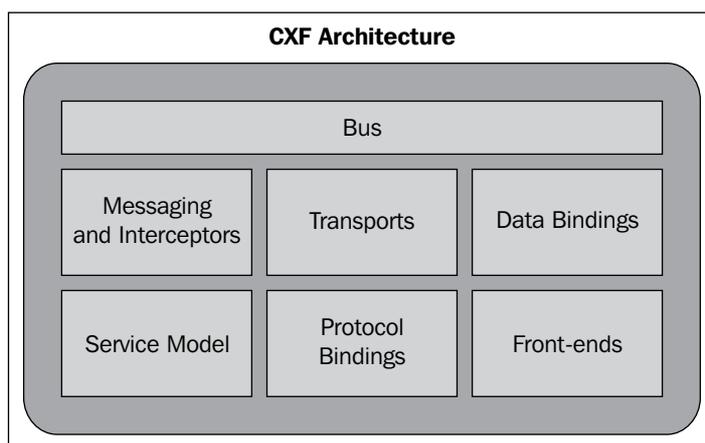 CXF Architecture
Bus
Messaging
and Interceptors
Transports
Data Bindings
Service Model
Protocol
Bindings
Front-ends